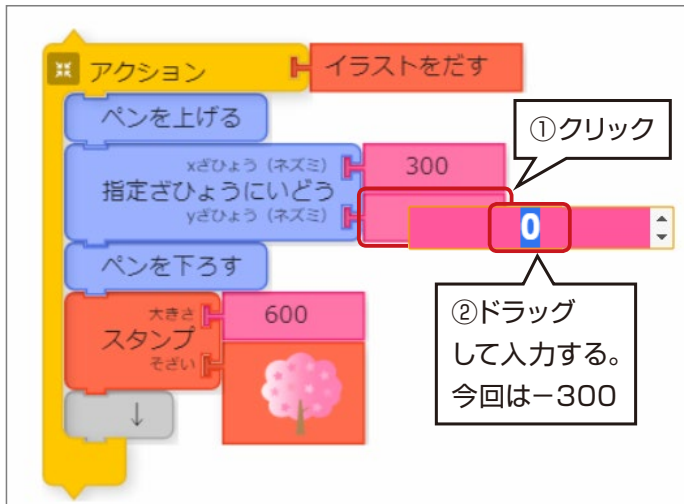 アクション
イラストをだす
ペンを上げる
①クリック
xざひょう（ネズミ）
300
指定ざひょうにいどう
yざひょう（ネズミ）
0
ペンを下ろす
大きさ
600
スタンプ
そざい
②ドラッグ
して入力する。
今回は−300
↓